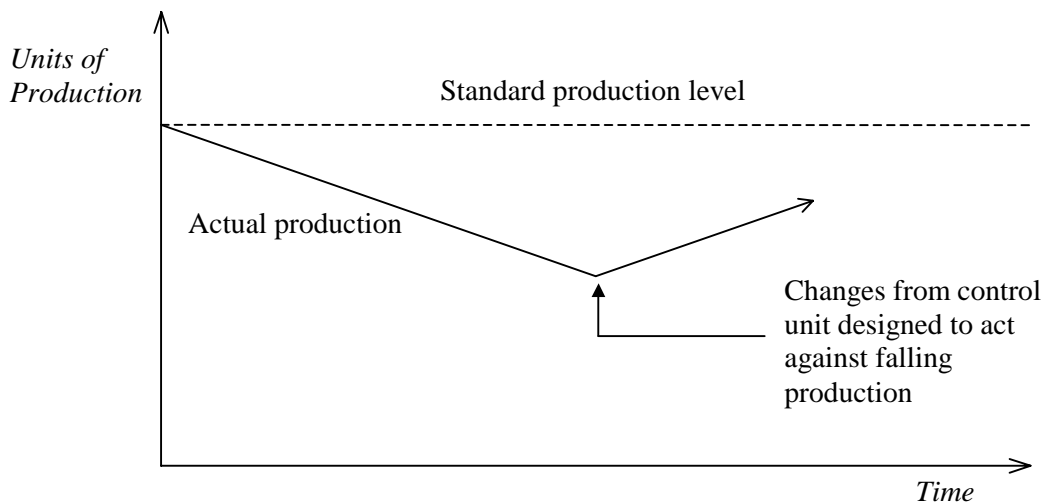 Units of
Production
Standard production level
Actual production
Changes from control
unit designed to act
against falling
production
Time